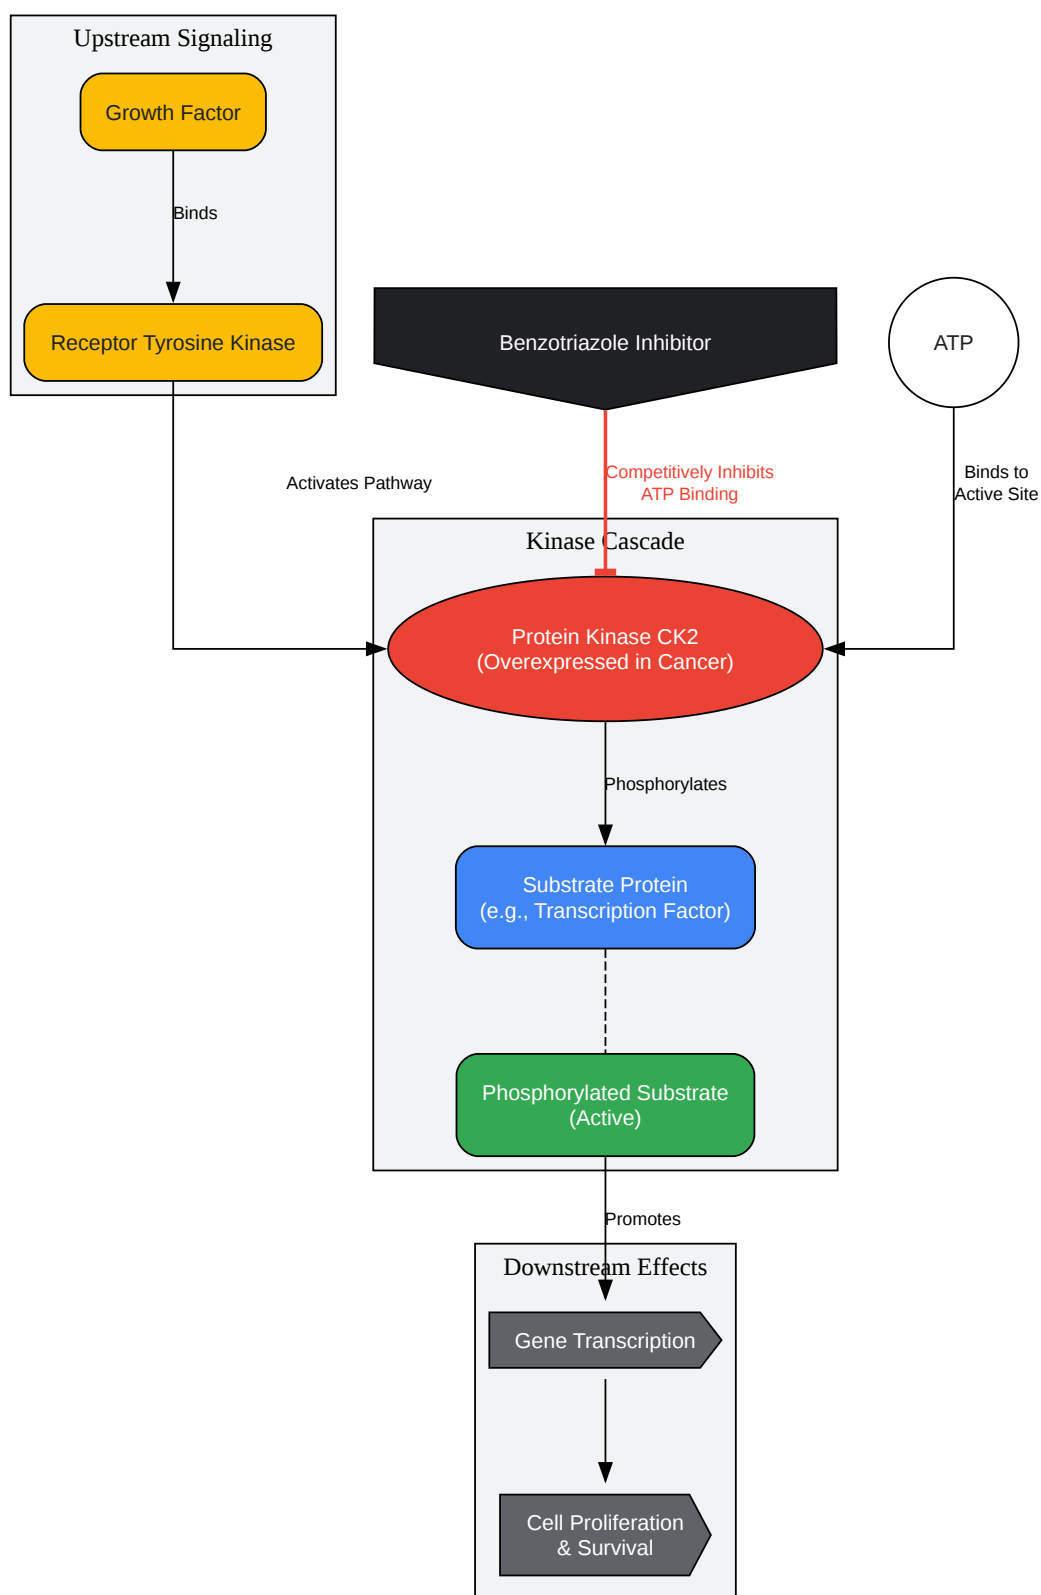 Upstream Signaling
Growth Factor
Binds
Receptor Tyrosine Kinase
Benzotriazole Inhibitor
ATP
Activates Pathway
Competitively Inhibits
ATP Binding
Binds to
Active Site
Kinase Cascade
Protein Kinase CK2
(Overexpressed in Cancer)
Phosphorylates
Substrate Protein
(e.g., Transcription Factor)
Phosphorylated Substrate
(Active)
Promotes
Downstream Effects
Gene Transcription
Cell Proliferation
& Survival